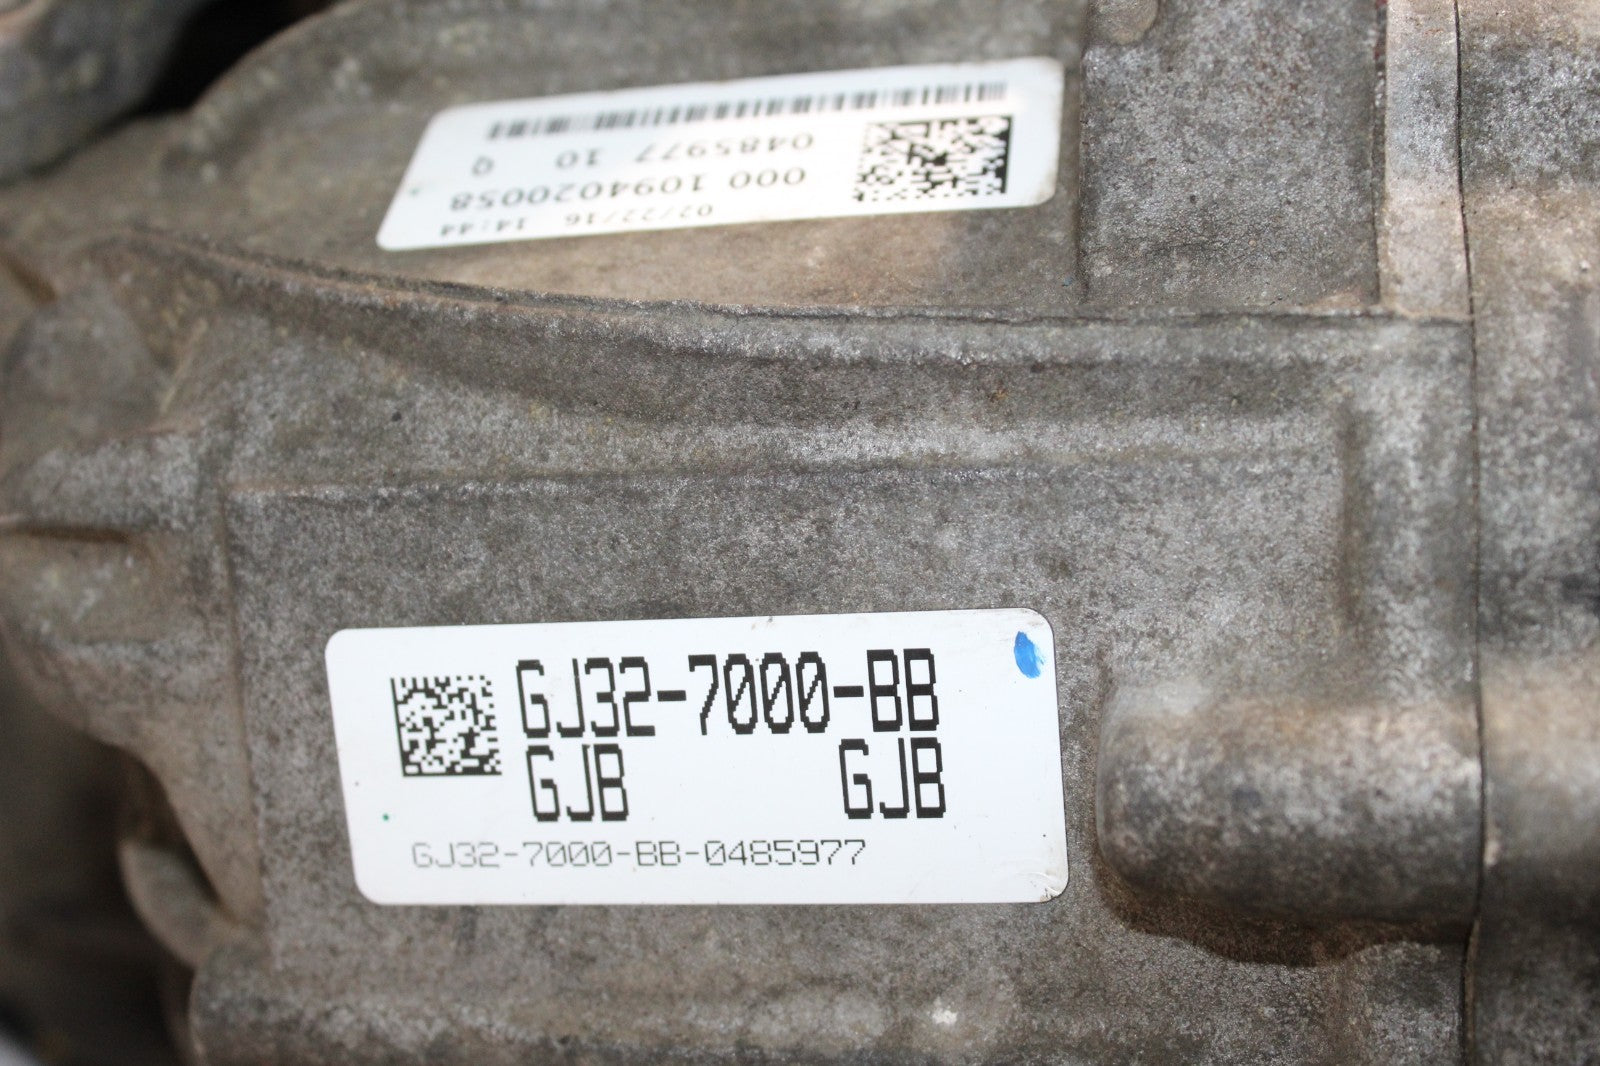 02/22/16 14:44
000 1094020058
0485977 10 Q
GJ32-7000-BB
GJB GJB
GJ32-7000-BB-0485977